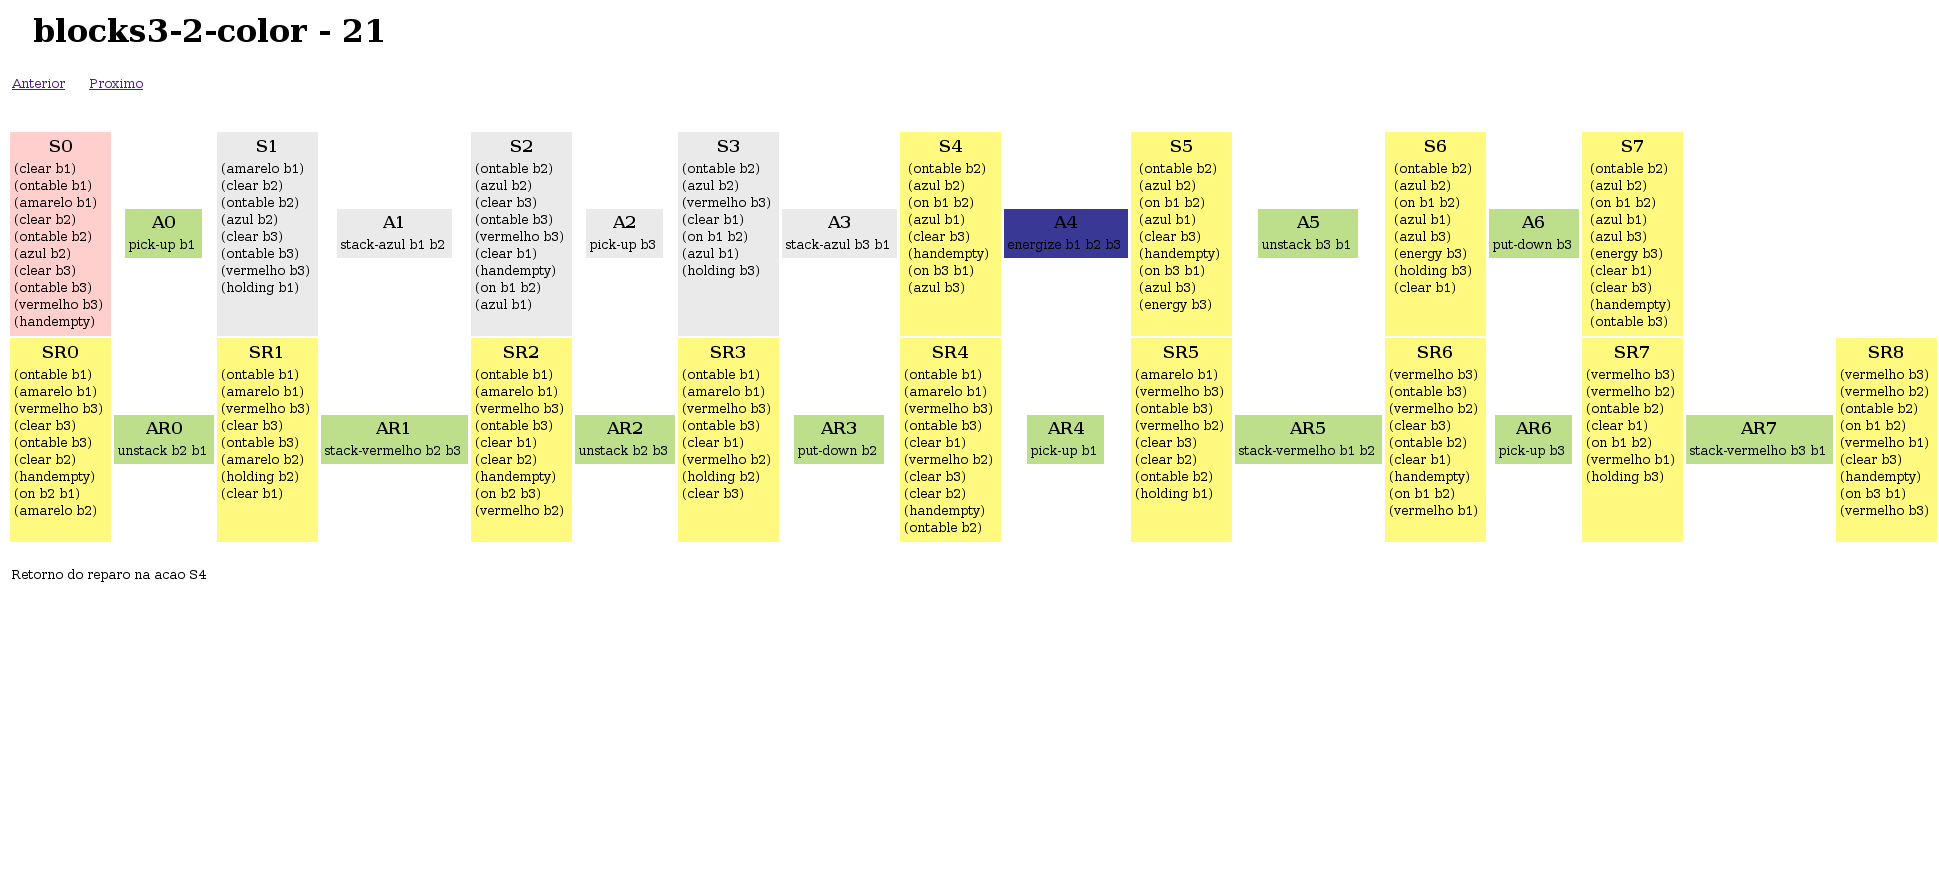 blocks3-2-color - 21
Anterior Proximo
S0
(clear b1)
(ontable b1)
(amarelo b1)
(clear b2)
(ontable b2)
(azul b2)
(clear b3)
(ontable b3)
(vermelho b3)
(handempty)
A0
pick-up b1
S1
(amarelo b1)
(clear b2)
(ontable b2)
(azul b2)
(clear b3)
(ontable b3)
(vermelho b3)
(holding b1)
A1
stack-azul b1 b2
S2
(ontable b2)
(azul b2)
(clear b3)
(ontable b3)
(vermelho b3)
(clear b1)
(handempty)
(on b1 b2)
(azul b1)
A2
pick-up b3
S3
(ontable b2)
(azul b2)
(vermelho b3)
(clear b1)
(on b1 b2)
(azul b1)
(holding b3)
A3
stack-azul b3 b1
S4
(ontable b2)
(azul b2)
(on b1 b2)
(azul b1)
(clear b3)
(handempty)
(on b3 b1)
(azul b3)
A4
energize b1 b2 b3
S5
(ontable b2)
(azul b2)
(on b1 b2)
(azul b1)
(clear b3)
(handempty)
(on b3 b1)
(azul b3)
(energy b3)
A5
unstack b3 b1
S6
(ontable b2)
(azul b2)
(on b1 b2)
(azul b1)
(azul b3)
(energy b3)
(holding b3)
(clear b1)
A6
put-down b3
S7
(ontable b2)
(azul b2)
(on b1 b2)
(azul b1)
(azul b3)
(energy b3)
(clear b1)
(clear b3)
(handempty)
(ontable b3)
SR0
(ontable b1)
(amarelo b1)
(vermelho b3)
(clear b3)
(ontable b3)
(clear b2)
(handempty)
(on b2 b1)
(amarelo b2)
AR0
unstack b2 b1
SR1
(ontable b1)
(amarelo b1)
(vermelho b3)
(clear b3)
(ontable b3)
(amarelo b2)
(holding b2)
(clear b1)
AR1
stack-vermelho b2 b3
SR2
(ontable b1)
(amarelo b1)
(vermelho b3)
(ontable b3)
(clear b1)
(clear b2)
(handempty)
(on b2 b3)
(vermelho b2)
AR2
unstack b2 b3
SR3
(ontable b1)
(amarelo b1)
(vermelho b3)
(ontable b3)
(clear b1)
(vermelho b2)
(holding b2)
(clear b3)
AR3
put-down b2
SR4
(ontable b1)
(amarelo b1)
(vermelho b3)
(ontable b3)
(clear b1)
(vermelho b2)
(clear b3)
(clear b2)
(handempty)
(ontable b2)
AR4
pick-up b1
SR5
(amarelo b1)
(vermelho b3)
(ontable b3)
(vermelho b2)
(clear b3)
(clear b2)
(ontable b2)
(holding b1)
AR5
stack-vermelho b1 b2
SR6
(vermelho b3)
(ontable b3)
(vermelho b2)
(clear b3)
(ontable b2)
(clear b1)
(handempty)
(on b1 b2)
(vermelho b1)
AR6
pick-up b3
SR7
(vermelho b3)
(vermelho b2)
(ontable b2)
(clear b1)
(on b1 b2)
(vermelho b1)
(holding b3)
AR7
stack-vermelho b3 b1
SR8
(vermelho b3)
(vermelho b2)
(ontable b2)
(on b1 b2)
(vermelho b1)
(clear b3)
(handempty)
(on b3 b1)
(vermelho b3)
Retorno do reparo na acao S4